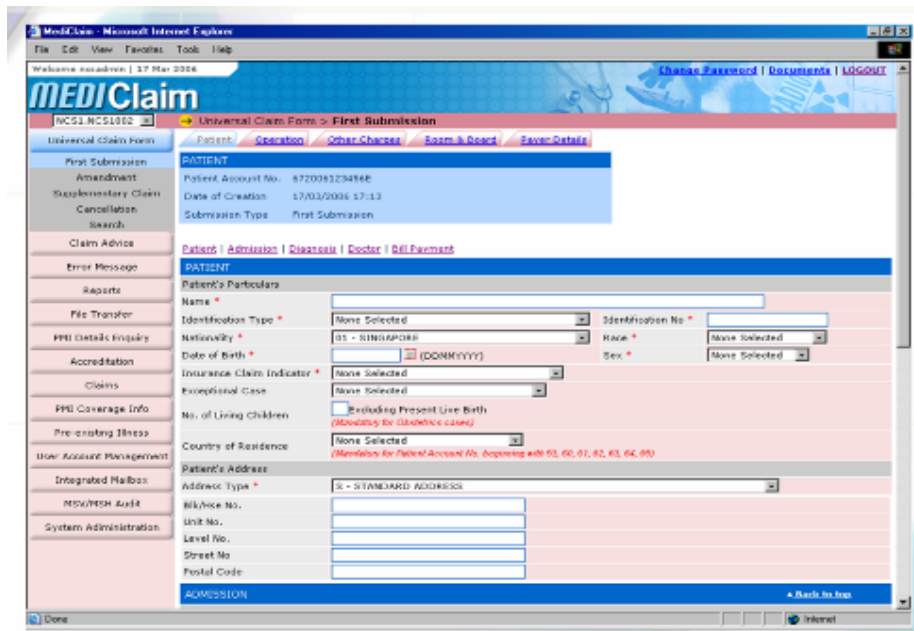 MediClaim - Microsoft Internet Explorer
File Edit View Favorites Tools Help
Welcome ncsadmin | 17 Mar 2006
Change Password | Documents | LOGOUT
MEDIClaim
NCS1.NCS1002
Universal Claim Form > First Submission
Universal Claim Form
Patient Operation Other Charges Room & Board Payer Details
First Submission
PATIENT
Amendment
Patient Account No. 672006123456E
Supplementary Claim
Date of Creation 17/03/2006 17:13
Cancellation
Submission Type First Submission
Search
Claim Advice
Patient | Admission | Diagnosis | Doctor | Bill Payment
Error Message
PATIENT
Reports
Patient's Particulars
Name *
File Transfer
Identification Type * None Selected Identification No *
PMI Details Enquiry
Nationality * 01 - SINGAPORE Race * None Selected
Accreditation
Date of Birth * (DDMMYYYY) Sex * None Selected
Claims
Insurance Claim Indicator * None Selected
Exceptional Case None Selected
PMI Coverage Info
No. of Living Children Excluding Present Live Birth
(Mandatory for Obstetrics cases)
Pre-existing Illness
Country of Residence None Selected
User Account Management
(Mandatory for Patient Account No. beginning with
Patient's Address
Integrated Mailbox
Address Type * S - STANDARD ADDRESS
MSV/MSH Audit
Blk/Hse No.
Unit No.
System Administration
Level No.
Street No
Postal Code
ADMISSION Back to top
Done Internet